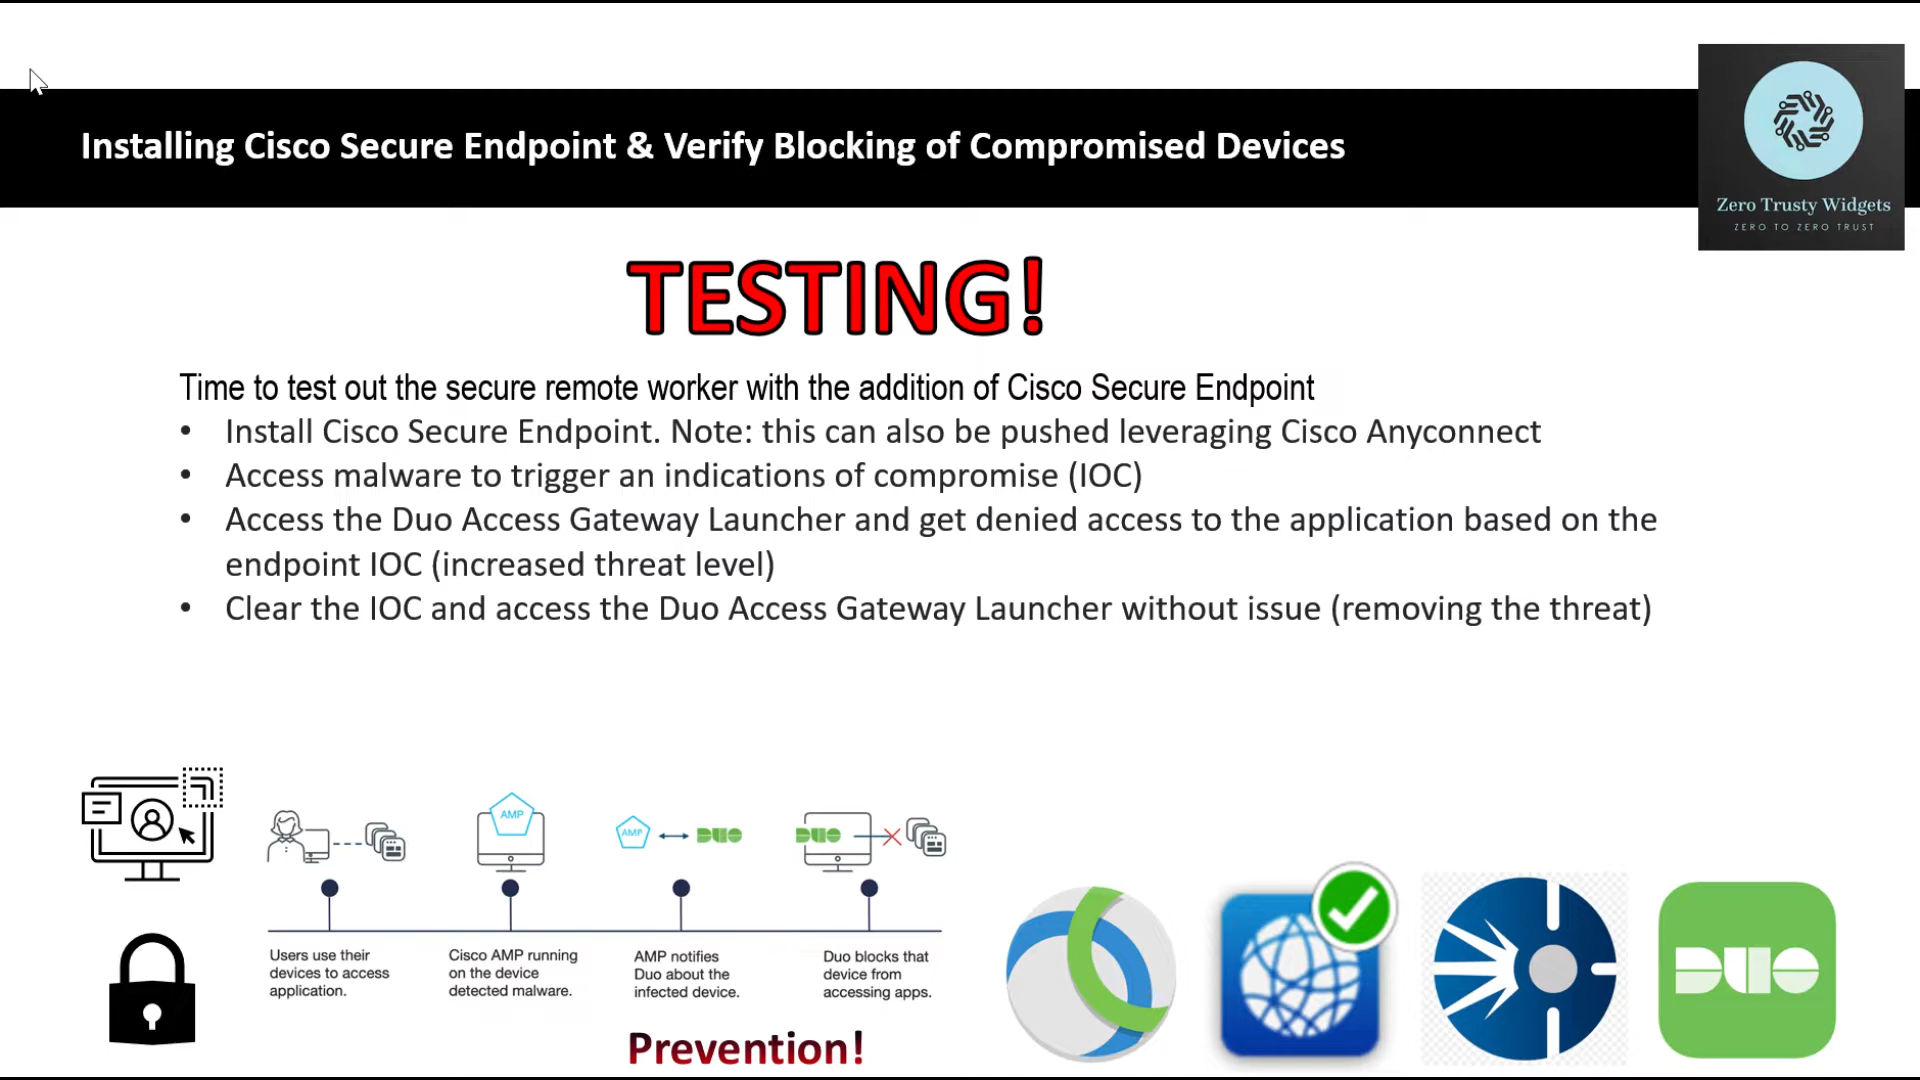 Installing Cisco Secure Endpoint & Verify Blocking of Compromised Devices
Zero Trusty Widgets
ZERO TO ZERO TRUST
TESTING!
Time to test out the secure remote worker with the addition of Cisco Secure Endpoint
• Install Cisco Secure Endpoint. Note: this can also be pushed leveraging Cisco Anyconnect
• Access malware to trigger an indications of compromise (IOC)
• Access the Duo Access Gateway Launcher and get denied access to the application based on the
endpoint IOC (increased threat level)
• Clear the IOC and access the Duo Access Gateway Launcher without issue (removing the threat)
AMP
AMP
DUO
DUO
Users use their
devices to access
application.
Cisco AMP running
on the device
detected malware.
AMP notifies
Duo about the
infected device.
Duo blocks that
device from
accessing apps.
Prevention!
DUO